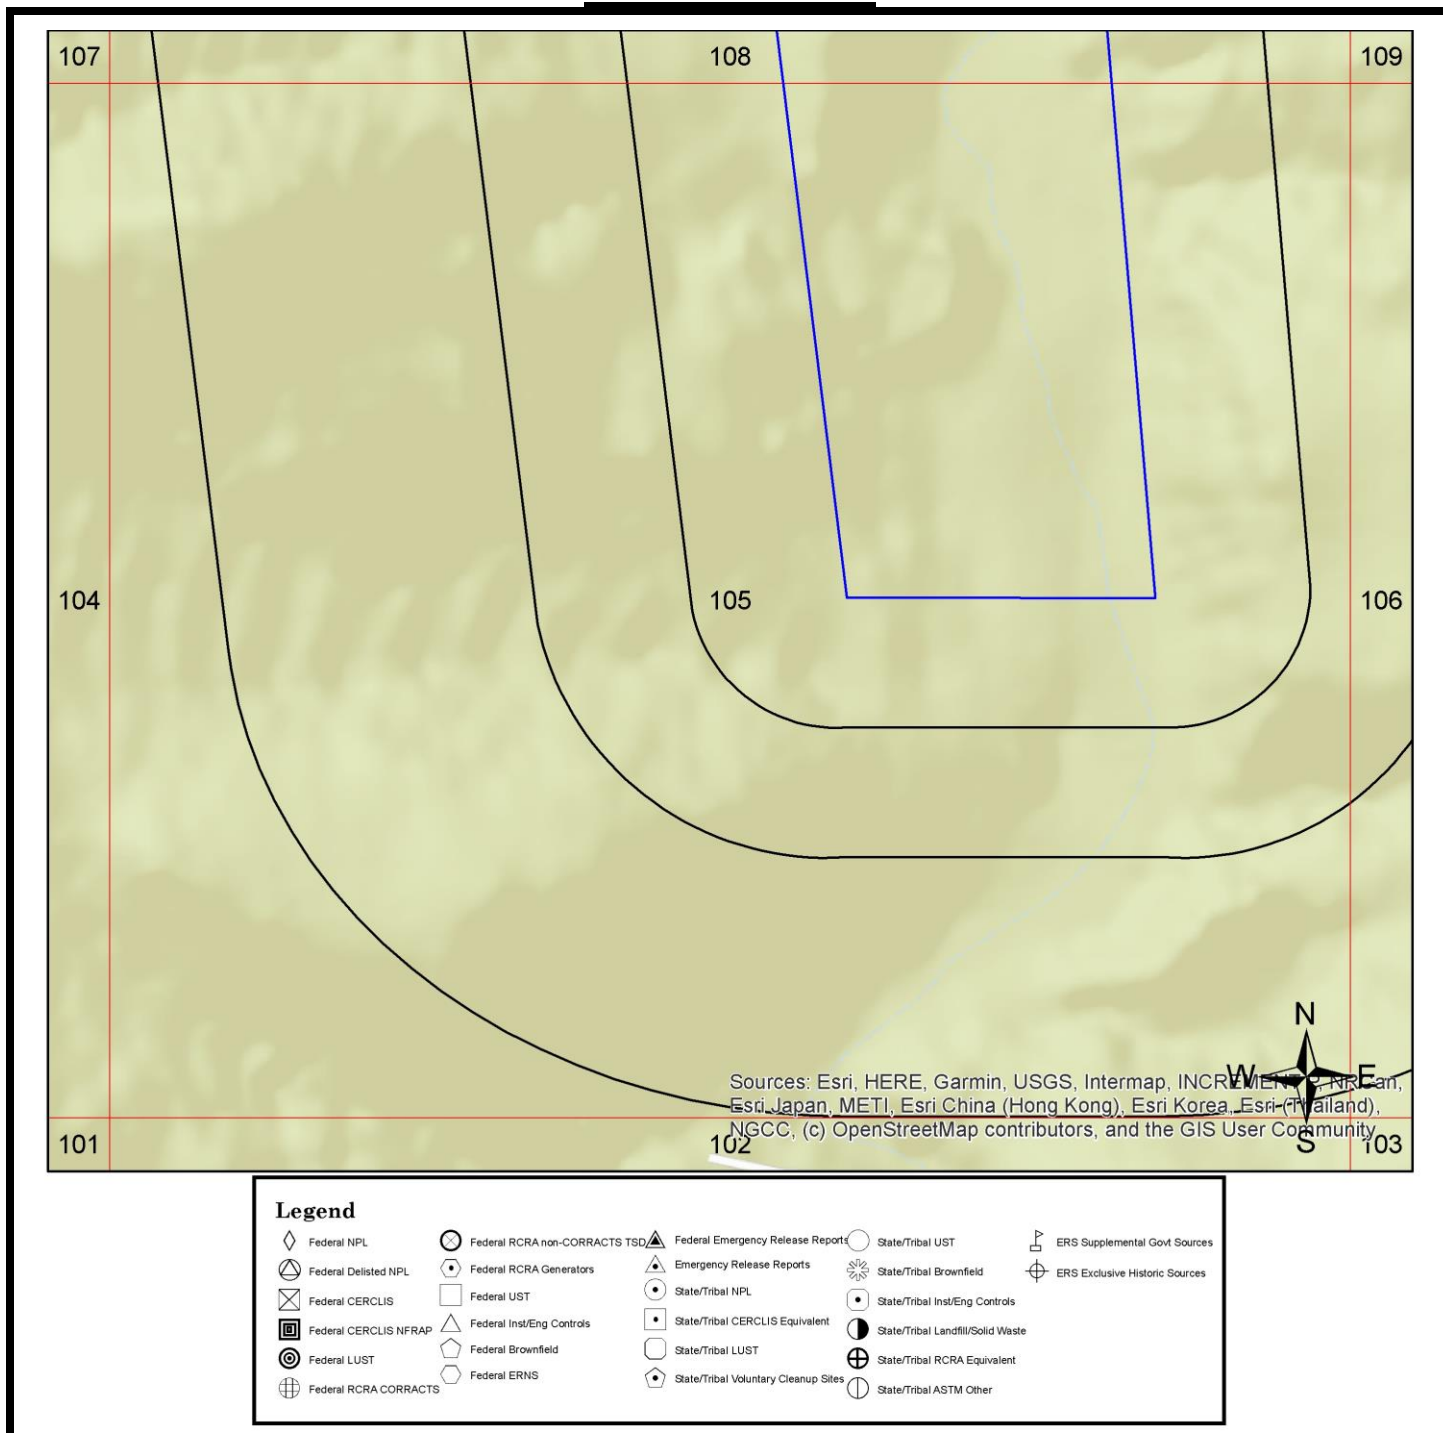 107
108
109
104
105
106
N
W
E
S
Sources: Esri, HERE, Garmin, USGS, Intermap, INCREMENT P, NRCan,
Esri Japan, METI, Esri China (Hong Kong), Esri Korea, Esri (Thailand),
NGCC, (c) OpenStreetMap contributors, and the GIS User Community
101
102
103
Legend
Federal NPL
Federal Delisted NPL
Federal CERCLIS
Federal CERCLIS NFRAP
Federal LUST
Federal RCRA CORRACTS
Federal RCRA non-CORRACTS TSD
Federal RCRA Generators
Federal UST
Federal Inst/Eng Controls
Federal Brownfield
Federal ERNS
Federal Emergency Release Reports
Emergency Release Reports
State/Tribal NPL
State/Tribal CERCLIS Equivalent
State/Tribal LUST
State/Tribal Voluntary Cleanup Sites
State/Tribal UST
State/Tribal Brownfield
State/Tribal Inst/Eng Controls
State/Tribal Landfill/Solid Waste
State/Tribal RCRA Equivalent
State/Tribal ASTM Other
ERS Supplemental Govt Sources
ERS Exclusive Historic Sources